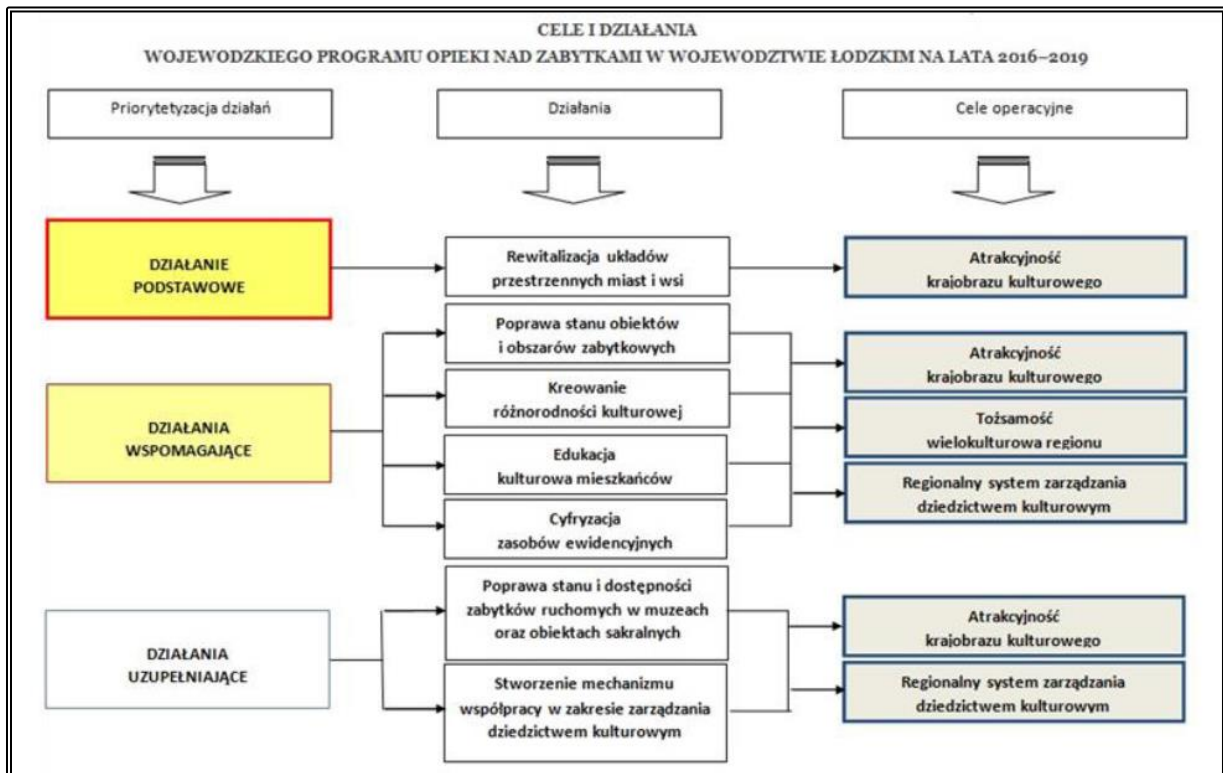 CELE I DZIAŁANIA
WOJEWODZKIEGO PROGRAMU OPIEKI NAD ZABYTKAMI W WOJEWODZTWIE ŁODZKIM NA LATA 2016–2019
Priorytetyzacja działań
Działania
Cele operacyjne
DZIAŁANIE
PODSTAWOWE
Rewitalizacja układów
przestrzennych miast i wsi
Atrakcyjność
krajobrazu kulturowego
DZIAŁANIA
WSPOMAGAJĄCE
Poprawa stanu obiektów
i obszarów zabytkowych
Kreowanie
różnorodności kulturowej
Edukacja
kulturowa mieszkańców
Cyfryzacja
zasobów ewidencyjnych
Atrakcyjność
krajobrazu kulturowego
Tożsamość
wielokulturowa regionu
Regionalny system zarządzania
dziedzictwem kulturowym
DZIAŁANIA
UZUPEŁNIAJĄCE
Poprawa stanu i dostępności
zabytków ruchomych w muzeach
oraz obiektach sakralnych
Stworzenie mechanizmu
współpracy w zakresie zarządzania
dziedzictwem kulturowym
Atrakcyjność
krajobrazu kulturowego
Regionalny system zarządzania
dziedzictwem kulturowym